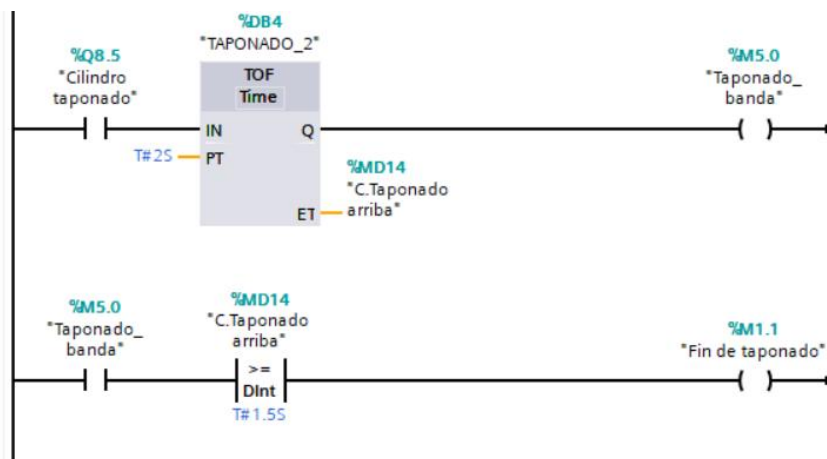 %DB4
"TAPONADO_2"
%Q8.5
"Cilindro
taponado"
TOF
Time
IN
Q
T#2S
PT
ET
%MD14
"C.Taponado
arriba"
%M5.0
"Taponado_
banda"
%M5.0
"Taponado_
banda"
%MD14
"C.Taponado
arriba"
>=
DInt
T#1.5S
%M1.1
"Fin de taponado"